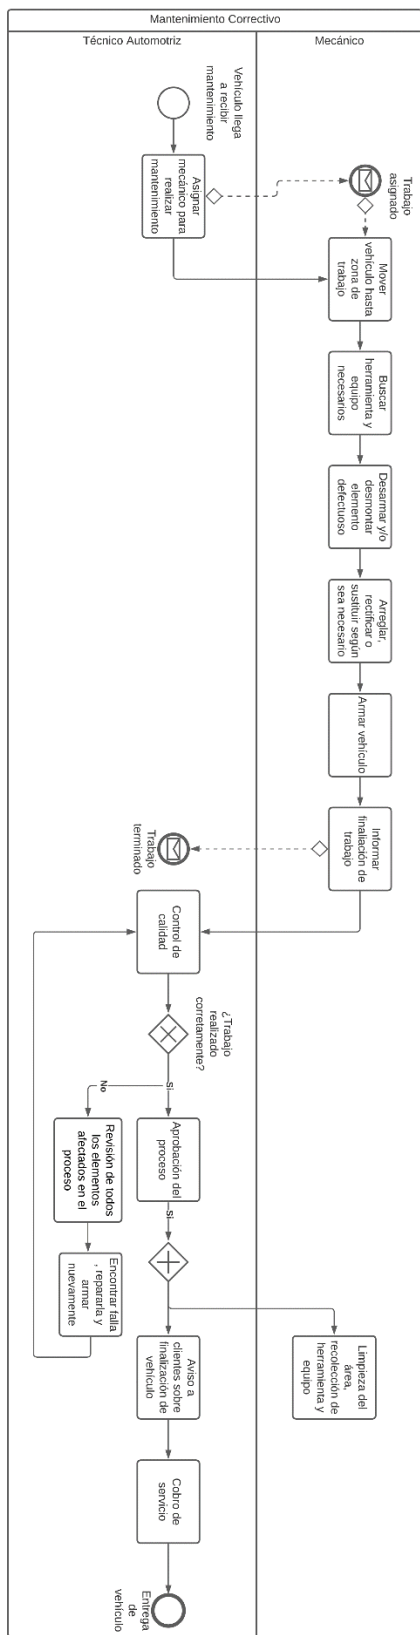 Mantenimiento Correctivo
Técnico Automotriz
Mecánico
Vehículo llega
a recibir
mantenimiento
Asignar
mecánico para
realizar
mantenimiento
Trabajo
asignado
Mover
vehículo hasta
zona de
trabajo
Buscar
herramienta y
equipo
necesarios
Desarmar y/o
desmontar
elemento
defectuoso
Arreglar,
rectificar o
sustituir según
sea necesario
Armar vehículo
Informar
finaliación de
trabajo
Trabajo
terminado
Control de
calidad
¿Trabajo
realizado
corretamente?
Si
No
Aprobación del
proceso
Revisión de todos
los elementos
afectados en el
proceso
Si
Encontrar falla
, repararla y
armar
nuevamente
Limpieza del
área,
recolección de
herramienta y
equipo
Aviso a
clientes sobre
finalización de
vehículo
Cobro de
servicio
Entrega
de
vehículo